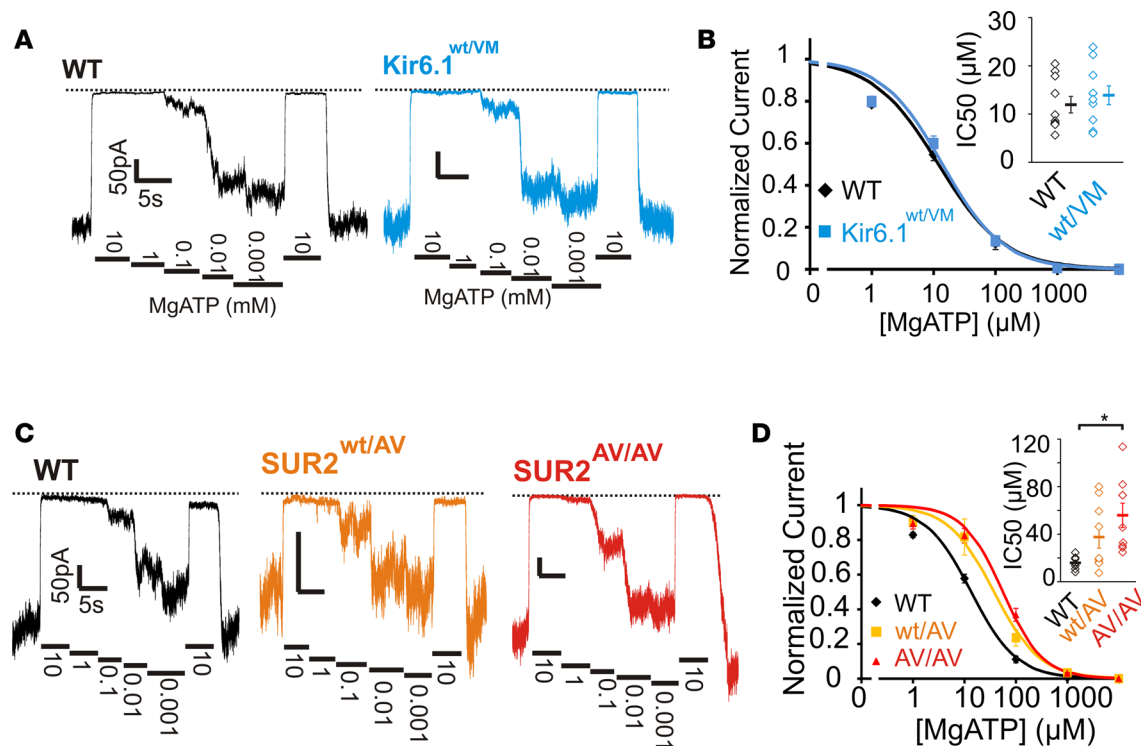 A
WT
Kir6.1wt/VM
50pA
5s
10
1
0.1
0.01
0.001
10
10
1
0.1
0.01
0.001
10
MgATP (mM)
MgATP (mM)
B
Normalized Current
1
0.8
0.6
0.4
0.2
0
0
1
10
100
1000
[MgATP] (µM)
WT
Kir6.1wt/VM
IC50 (µM)
30
20
10
0
WT
wt/VM
C
WT
SUR2wt/AV
SUR2AV/AV
50pA
5s
10
1
0.1
0.01
0.001
10
10
1
0.1
0.01
0.001
10
10
1
0.1
0.01
0.001
10
D
Normalized Current
1
0.8
0.6
0.4
0.2
0
0
1
10
100
1000
[MgATP] (µM)
WT
wt/AV
AV/AV
IC50 (µM)
120
80
40
0
*
WT
wt/AV
AV/AV